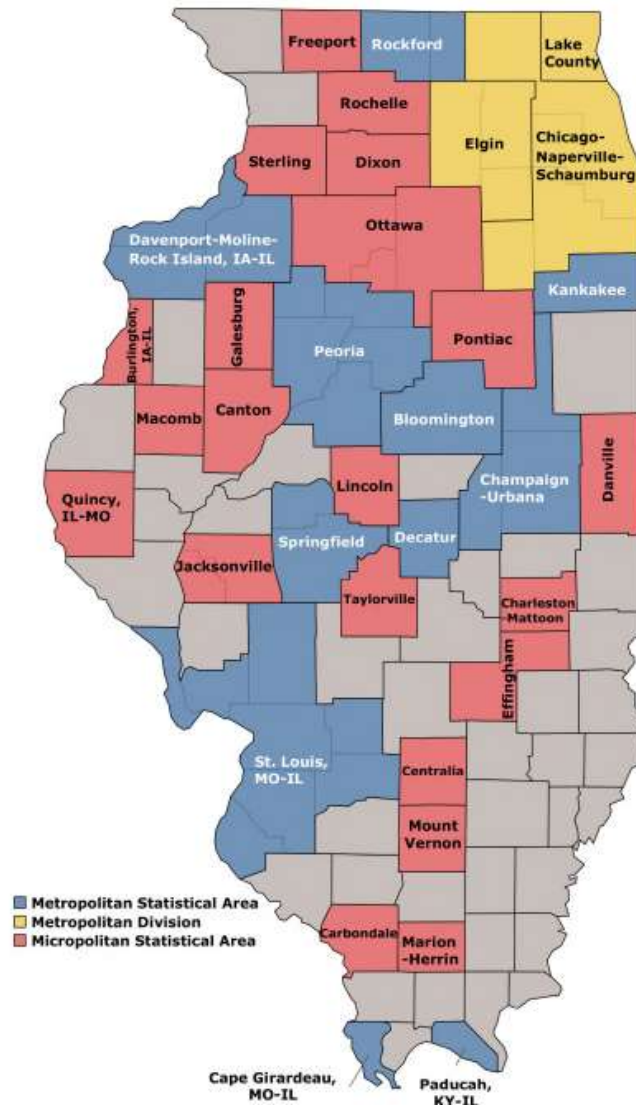 Freeport
Rockford
Lake
County
Rochelle
Elgin
Chicago-
Naperville-
Schaumburg
Sterling
Dixon
Ottawa
Davenport-Moline-
Rock Island, IA-IL
Kankakee
Burlington,
IA-IL
Galesburg
Peoria
Pontiac
Macomb
Canton
Bloomington
Danville
Quincy,
IL-MO
Lincoln
Champaign
-Urbana
Springfield
Decatur
Jacksonville
Taylorville
Charleston-
Mattoon
Effingham
St. Louis,
MO-IL
Centralia
Mount
Vernon
Metropolitan Statistical Area
Metropolitan Division
Micropolitan Statistical Area
Carbondale
Marion
-Herrin
Cape Girardeau,
MO-IL
Paducah,
KY-IL